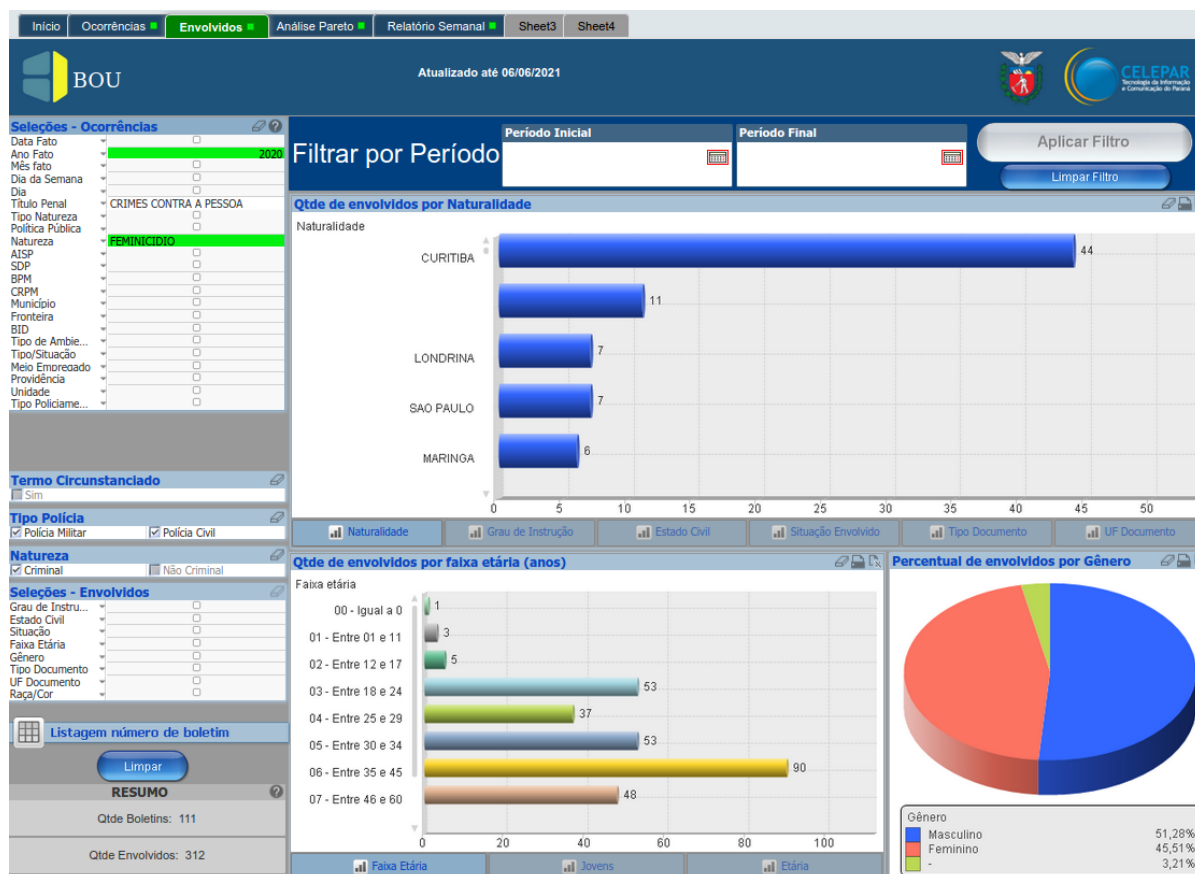 Início Ocorrências Envolvidos Análise Pareto Relatório Semanal Sheet3 Sheet4
BOU
Atualizado até 06/06/2021
CELEPAR
Tecnologia da Informação
e Comunicação do Paraná
Seleções - Ocorrências
Data Fato
Ano Fato 2020
Mês fato
Dia da Semana
Dia
Título Penal CRIMES CONTRA A PESSOA
Tipo Natureza
Política Pública
Natureza FEMINICIDIO
AISP
SDP
BPM
CRPM
Município
Fronteira
BID
Tipo de Ambie...
Tipo/Situação
Meio Empregado
Providência
Unidade
Tipo Policiame...
Termo Circunstanciado
Sim
Tipo Polícia
Polícia Militar Polícia Civil
Natureza
Criminal Não Criminal
Seleções - Envolvidos
Grau de Instru...
Estado Civil
Situação
Faixa Etária
Gênero
Tipo Documento
UF Documento
Raça/Cor
Listagem número de boletim
Limpar
RESUMO
Qtde Boletins: 111
Qtde Envolvidos: 312
Filtrar por Período
Período Inicial
Período Final
Aplicar Filtro
Limpar Filtro
Qtde de envolvidos por Naturalidade
Naturalidade
CURITIBA 44
11
LONDRINA 7
SAO PAULO 7
MARINGA 6
0 5 10 15 20 25 30 35 40 45 50
Naturalidade Grau de Instrução Estado Civil Situação Envolvido Tipo Documento UF Documento
Qtde de envolvidos por faixa etária (anos)
Faixa etária
00 - Igual a 0 1
01 - Entre 01 e 11 3
02 - Entre 12 e 17 5
03 - Entre 18 e 24 53
04 - Entre 25 e 29 37
05 - Entre 30 e 34 53
06 - Entre 35 e 45 90
07 - Entre 46 e 60 48
0 20 40 60 80 100
Faixa Etária Jovens Etária
Percentual de envolvidos por Gênero
Gênero
Masculino 51,28%
Feminino 45,51%
- 3,21%